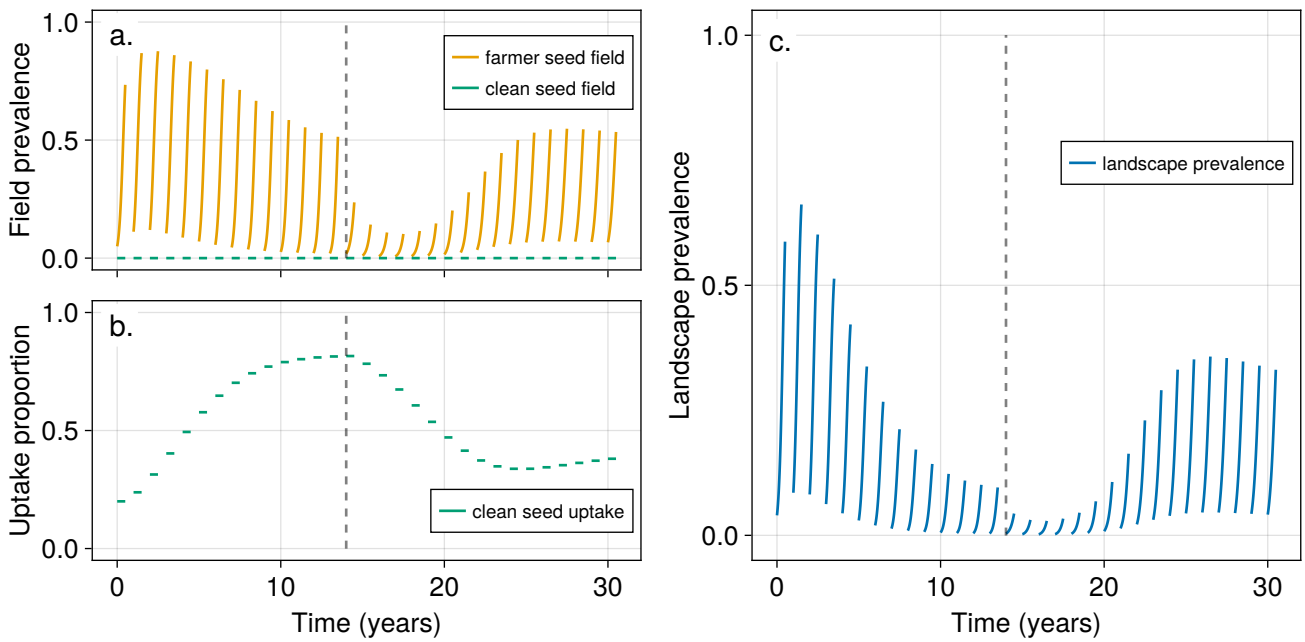 a.
1.0
0.5
0.0
Field prevalence
farmer seed field
clean seed field
b.
1.0
0.5
0.0
Uptake proportion
clean seed uptake
0
10
20
30
Time (years)
c.
1.0
0.5
0.0
Landscape prevalence
landscape prevalence
0
10
20
30
Time (years)